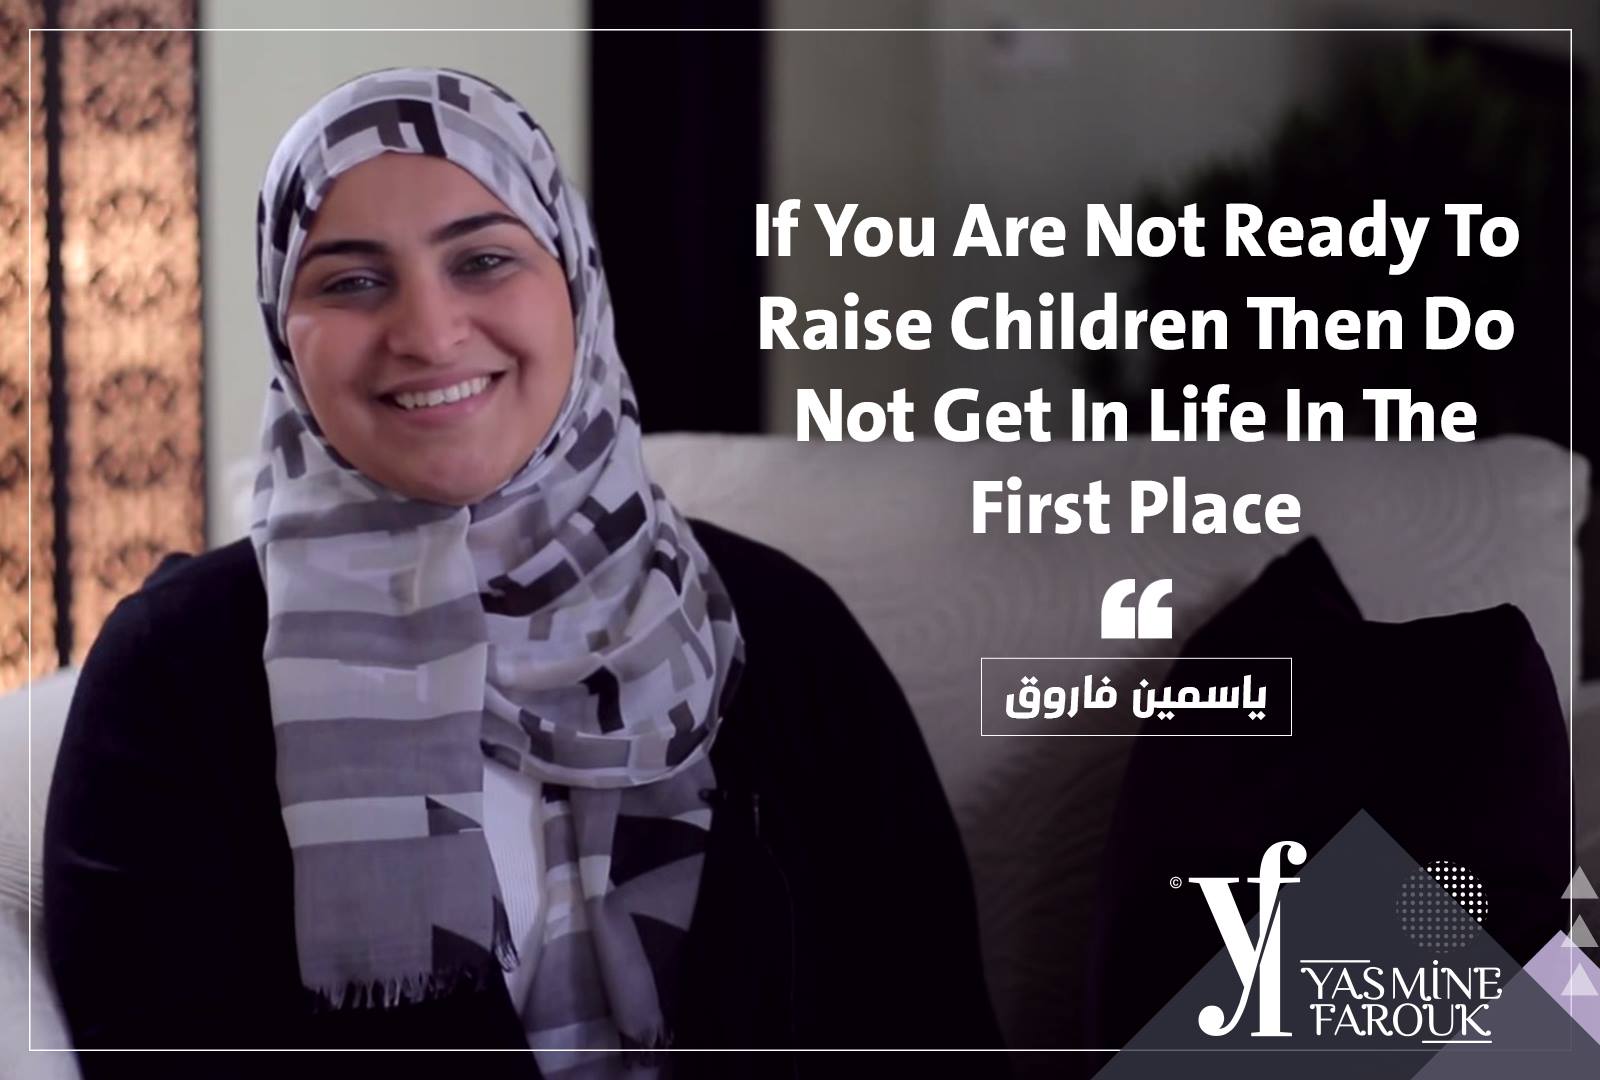 If You Are Not Ready To
Raise Children Then Do
Not Get In Life In The
First Place
“
ياسمين فاروق
© yf
YASMINE
FAROUK